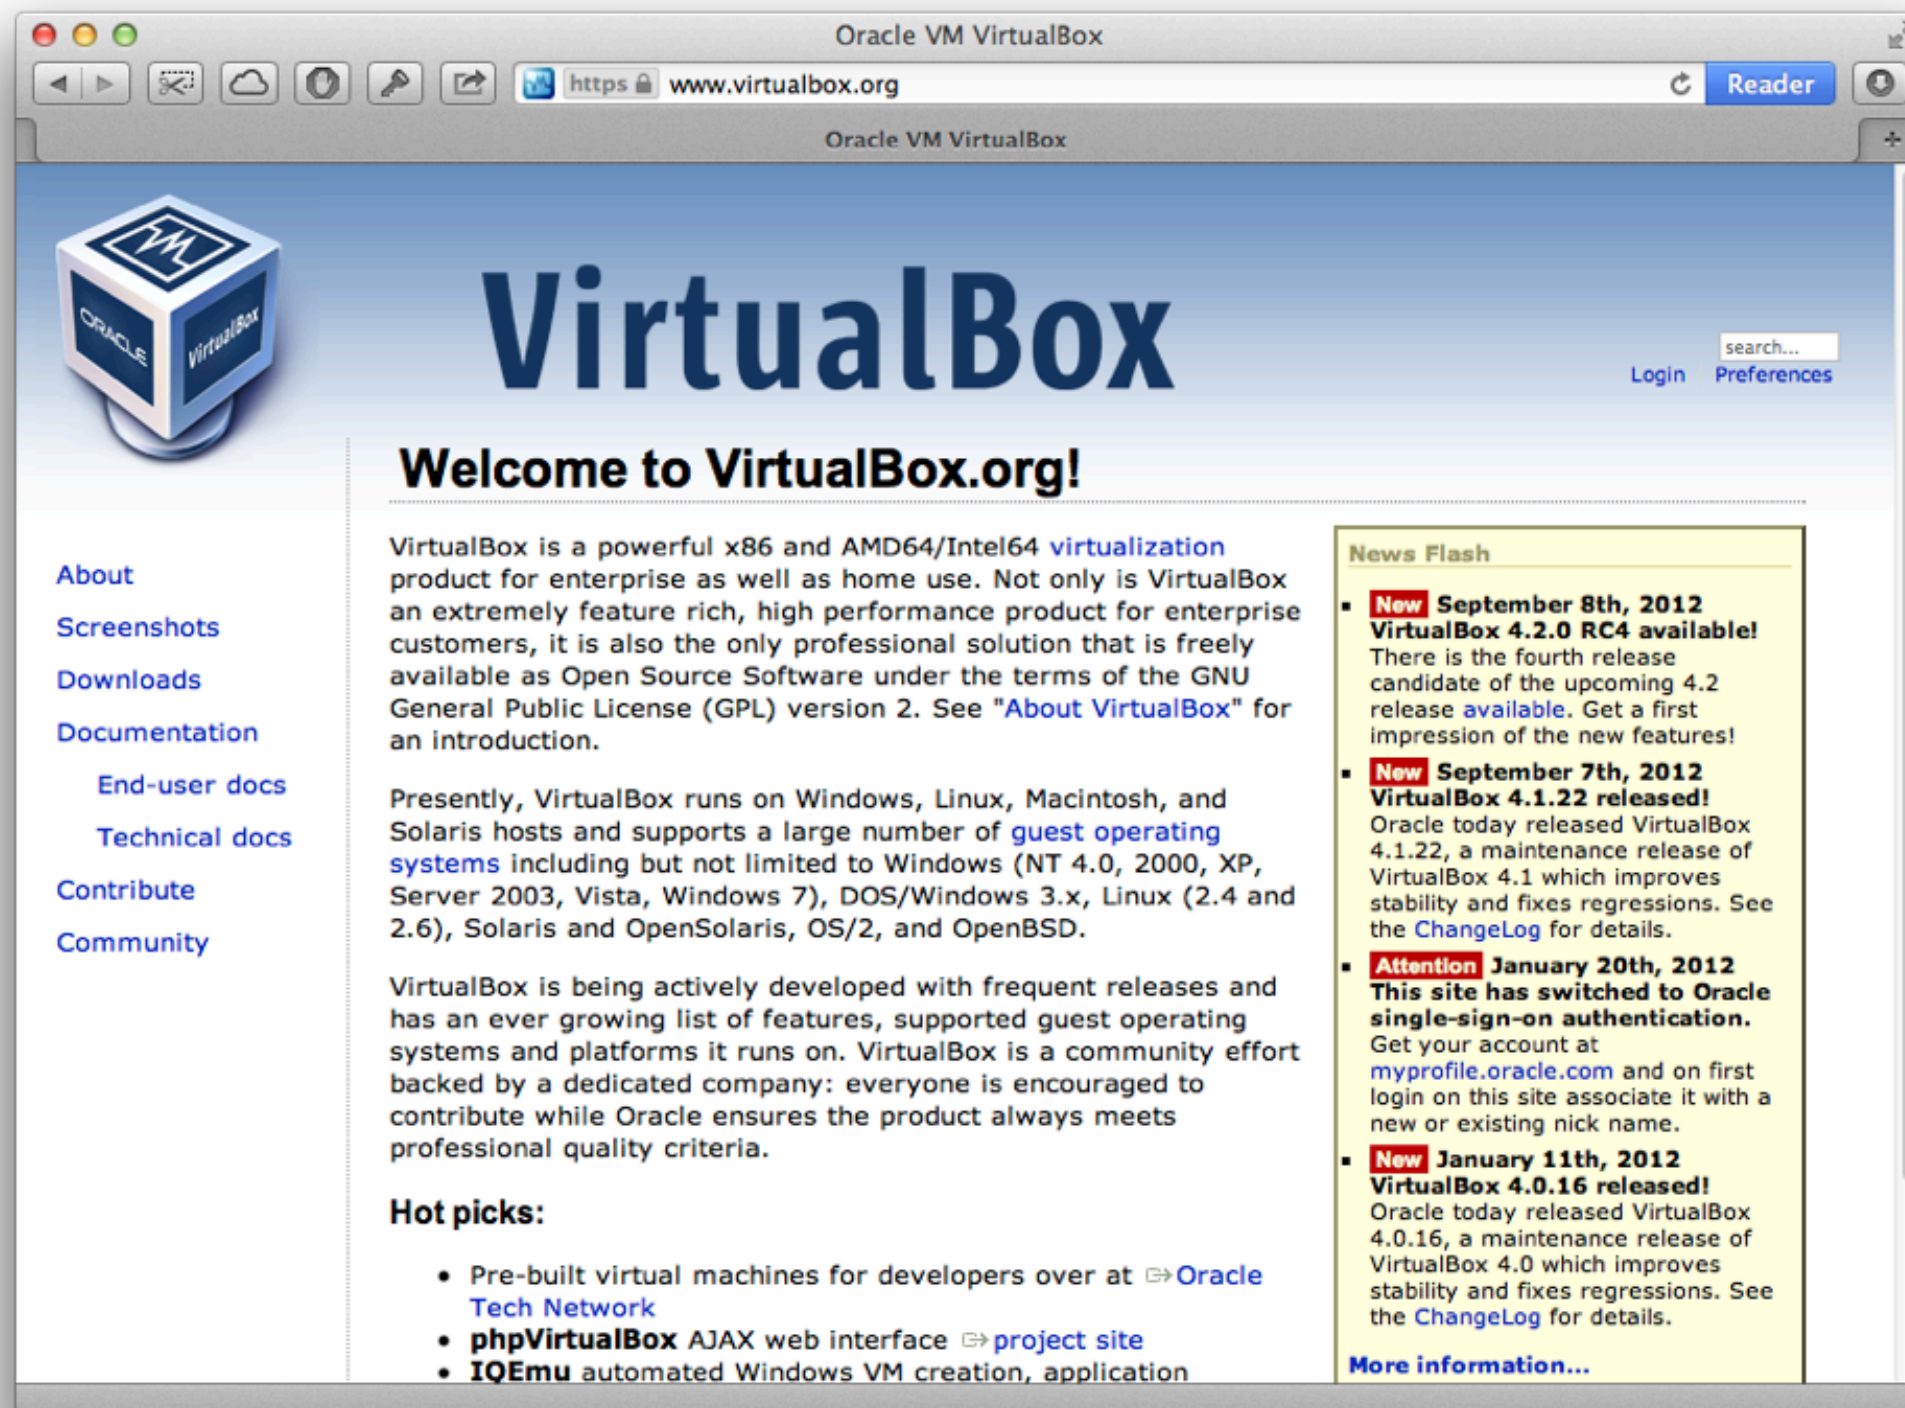 Oracle VM VirtualBox
https www.virtualbox.org
Reader
Oracle VM VirtualBox
ORACLE
VirtualBox
VirtualBox
search...
Login
Preferences
Welcome to VirtualBox.org!
About
Screenshots
Downloads
Documentation
End-user docs
Technical docs
Contribute
Community
VirtualBox is a powerful x86 and AMD64/Intel64 virtualization
product for enterprise as well as home use. Not only is VirtualBox
an extremely feature rich, high performance product for enterprise
customers, it is also the only professional solution that is freely
available as Open Source Software under the terms of the GNU
General Public License (GPL) version 2. See "About VirtualBox" for
an introduction.
Presently, VirtualBox runs on Windows, Linux, Macintosh, and
Solaris hosts and supports a large number of guest operating
systems including but not limited to Windows (NT 4.0, 2000, XP,
Server 2003, Vista, Windows 7), DOS/Windows 3.x, Linux (2.4 and
2.6), Solaris and OpenSolaris, OS/2, and OpenBSD.
VirtualBox is being actively developed with frequent releases and
has an ever growing list of features, supported guest operating
systems and platforms it runs on. VirtualBox is a community effort
backed by a dedicated company: everyone is encouraged to
contribute while Oracle ensures the product always meets
professional quality criteria.
Hot picks:
• Pre-built virtual machines for developers over at Oracle
Tech Network
• phpVirtualBox AJAX web interface project site
• IQEmu automated Windows VM creation, application
News Flash
New September 8th, 2012
VirtualBox 4.2.0 RC4 available!
There is the fourth release
candidate of the upcoming 4.2
release available. Get a first
impression of the new features!
New September 7th, 2012
VirtualBox 4.1.22 released!
Oracle today released VirtualBox
4.1.22, a maintenance release of
VirtualBox 4.1 which improves
stability and fixes regressions. See
the ChangeLog for details.
Attention January 20th, 2012
This site has switched to Oracle
single-sign-on authentication.
Get your account at
myprofile.oracle.com and on first
login on this site associate it with a
new or existing nick name.
New January 11th, 2012
VirtualBox 4.0.16 released!
Oracle today released VirtualBox
4.0.16, a maintenance release of
VirtualBox 4.0 which improves
stability and fixes regressions. See
the ChangeLog for details.
More information...